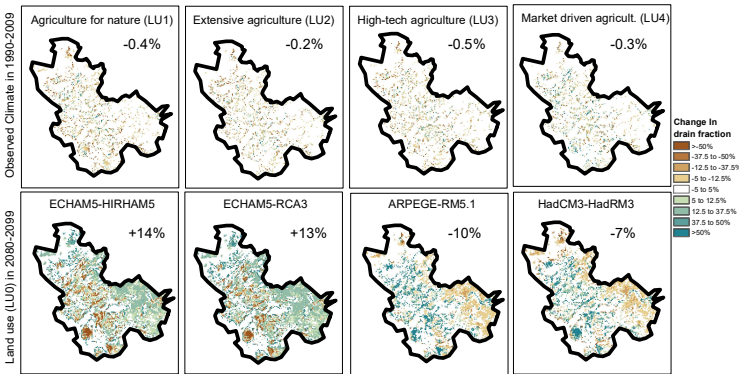 Observed Climate in 1990-2009
Agriculture for nature (LU1)
-0.4%
Extensive agriculture (LU2)
-0.2%
High-tech agriculture (LU3)
-0.5%
Market driven agricult. (LU4)
-0.3%
Land use (LU0) in 2080-2099
ECHAM5-HIRHAM5
+14%
ECHAM5-RCA3
+13%
ARPEGE-RM5.1
-10%
HadCM3-HadRM3
-7%
Change In
drain fraction
>-50%
-37.5 to -50%
-12.5 to -37.5%
-5 to -12.5%
-5 to 5%
5 to 12.5%
12.5 to 37.5%
37.5 to 50%
>50%